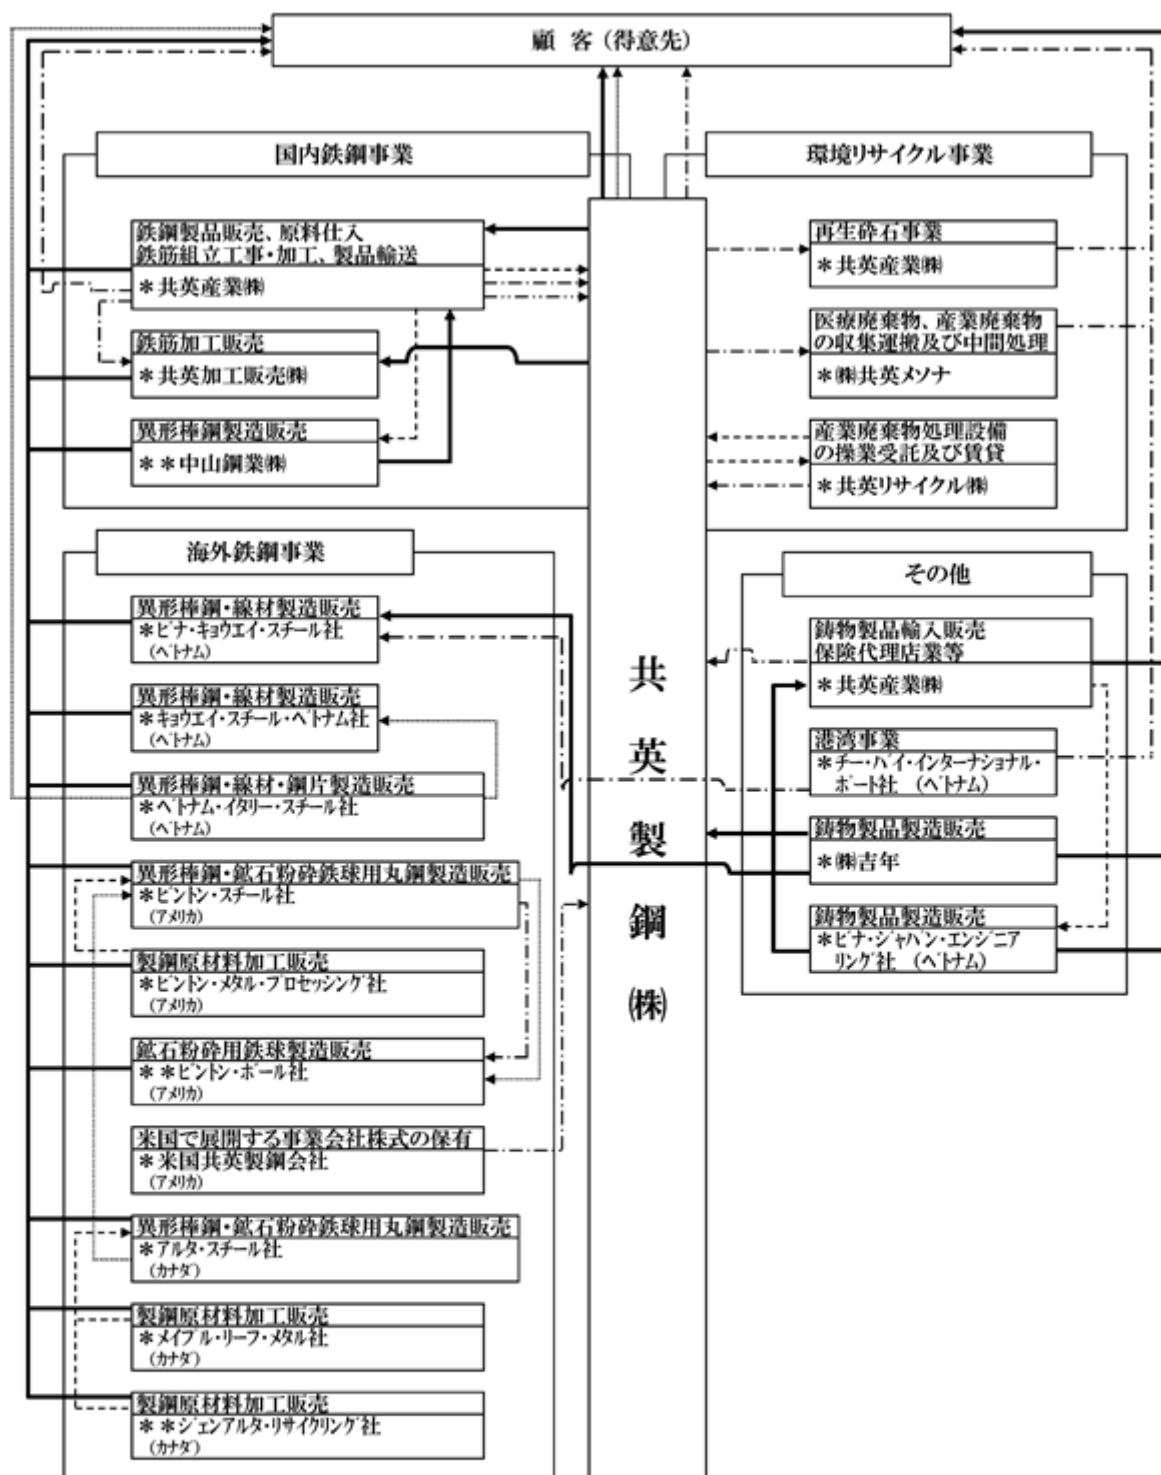 顧 客 (得意先)
国内鉄鋼事業
鉄鋼製品販売、原料仕入
鉄筋組立工事・加工、製品輸送
＊共英産業㈱
鉄筋加工販売
＊共英加工販売㈱
異形棒鋼製造販売
＊＊中山鋼業㈱
環境リサイクル事業
再生砕石事業
＊共英産業㈱
医療廃棄物、産業廃棄物
の収集運搬及び中間処理
＊㈱共英メソナ
産業廃棄物処理設備
の操業受託及び賃貸
＊共英リサイクル㈱
海外鉄鋼事業
異形棒鋼・線材製造販売
＊ビナ・キョウエイ・スチール社
(ベトナム)
異形棒鋼・線材製造販売
＊キョウエイ・スチール・ベトナム社
(ベトナム)
異形棒鋼・線材・鋼片製造販売
＊ベトナム・イタリー・スチール社
(ベトナム)
異形棒鋼・鉱石粉砕鉄球用丸鋼製造販売
＊ビントン・スチール社
(アメリカ)
製鋼原材料加工販売
＊ビントン・メタル・プロセッシング社
(アメリカ)
鉱石粉砕用鉄球製造販売
＊＊ビントン・ボール社
(アメリカ)
米国で展開する事業会社株式の保有
＊米国共英製鋼会社
(アメリカ)
異形棒鋼・鉱石粉砕鉄球用丸鋼製造販売
＊アルタ・スチール社
(カナダ)
製鋼原材料加工販売
＊メイプル・リーフ・メタル社
(カナダ)
製鋼原材料加工販売
＊＊ジェンアルタ・リサイクリング社
(カナダ)
共英製鋼㈱
その他
鋳物製品輸入販売
保険代理店業等
＊共英産業㈱
港湾事業
＊チー・バイ・インターナショナル・
ポート社 (ベトナム)
鋳物製品製造販売
＊㈱吉年
鋳物製品製造販売
＊ビナ・ジャパン・エンジニア
リング社 (ベトナム)